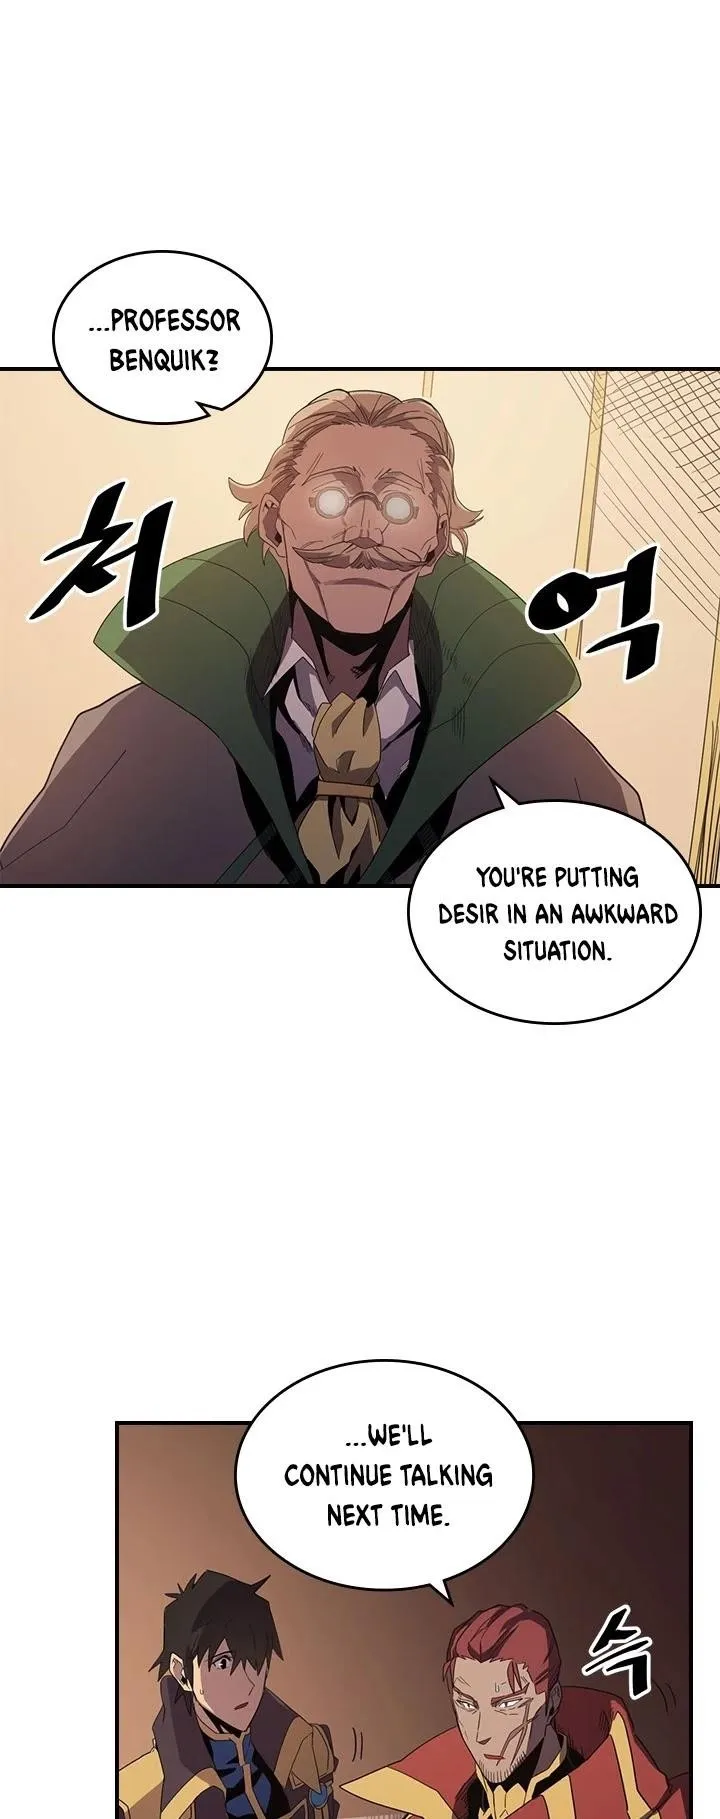 ...PROFESSOR
BENQUIK?
처
억
YOU'RE PUTTING
DESIR IN AN AWKWARD
SITUATION.
...WE'LL
CONTINUE TALKING
NEXT TIME.
슥